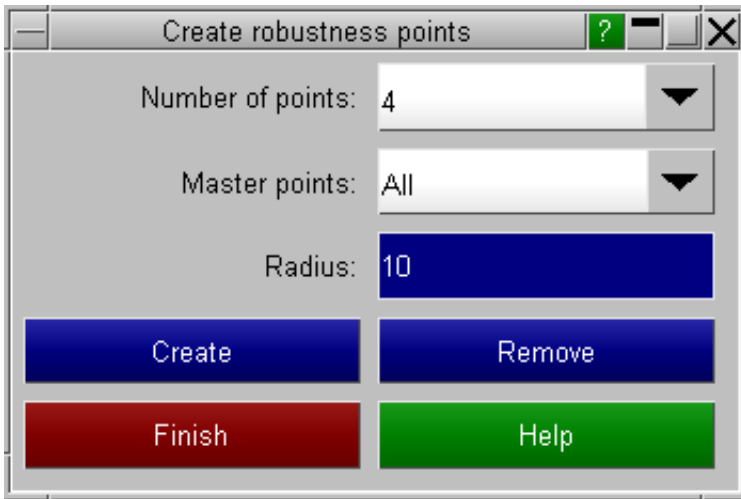 Create robustness points ?
Number of points: 4
Master points: All
Radius: 10
Create Remove
Finish Help